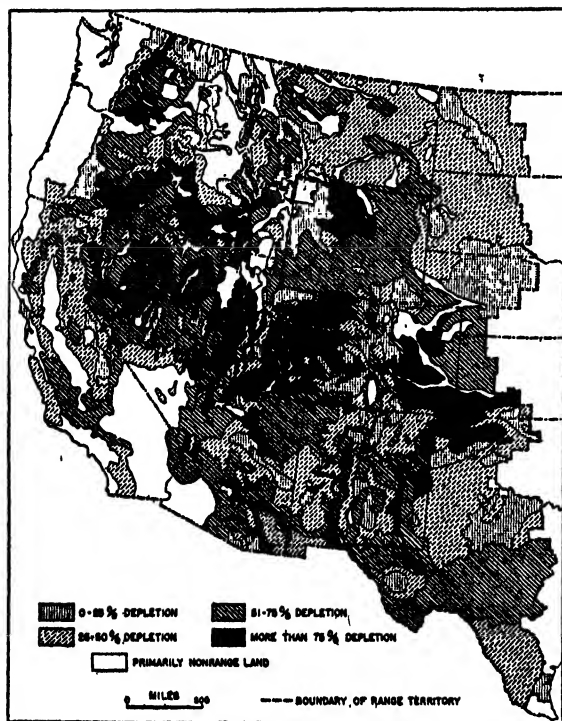 0-25% DEPLETION
26-50% DEPLETION
51-75% DEPLETION
MORE THAN 75% DEPLETION
PRIMARILY NONRANGE LAND
MILES
0
BOUNDARY, OF RANGE TERRITORY